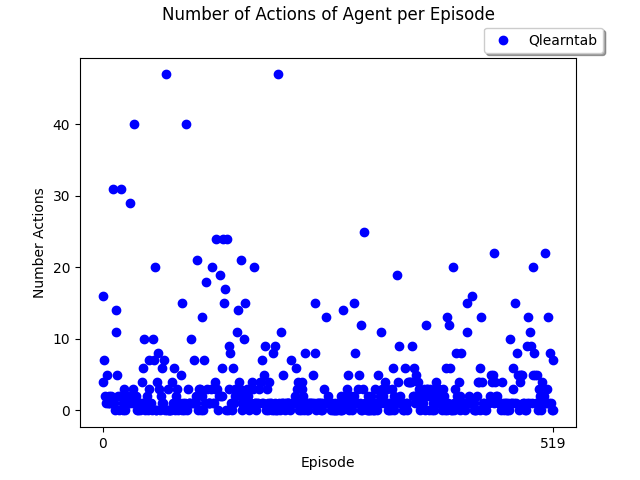 Number of Actions of Agent per Episode
Qlearntab
40
30
20
10
0
Number Actions
0 519
Episode